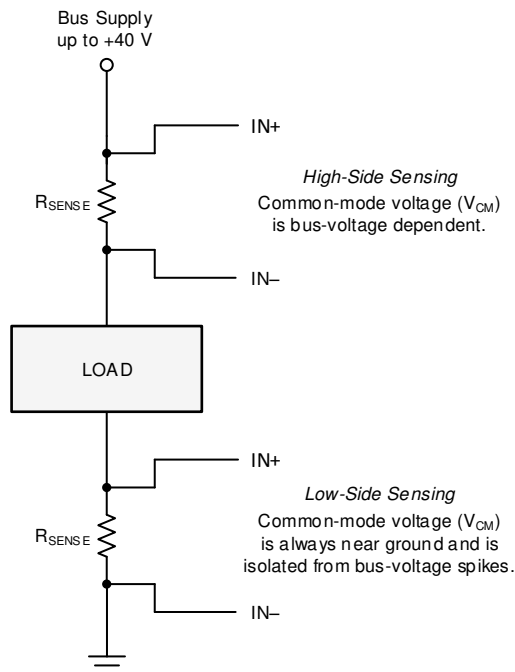 Bus Supply
up to +40 V
IN+
High-Side Sensing
RSENSE
Common-mode voltage (VCM)
is bus-voltage dependent.
IN–
LOAD
IN+
Low-Side Sensing
Common-mode voltage (VCM)
RSENSE
is always near ground and is
isolated from bus-voltage spikes.
IN–